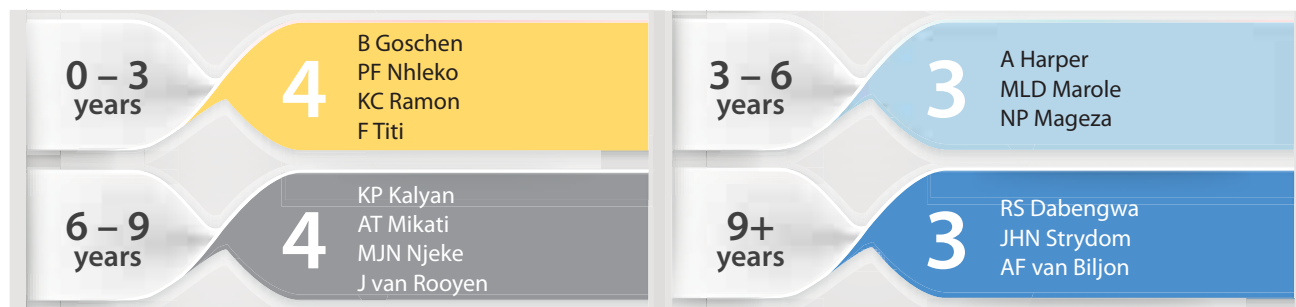 0 – 3
years
4
B Goschen
PF Nhleko
KC Ramon
F Titi
3 – 6
years
3
A Harper
MLD Marole
NP Mageza
6 – 9
years
4
KP Kalyan
AT Mikati
MJN Njeke
J van Rooyen
9+
years
3
RS Dabengwa
JHN Strydom
AF van Biljon